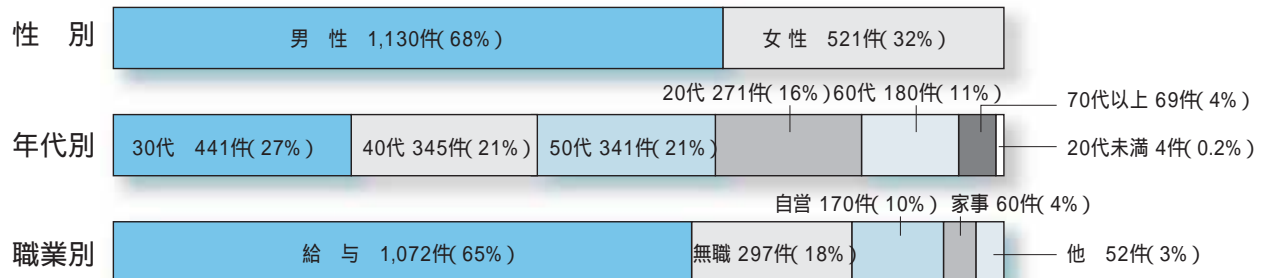 性 別
男 性 1,130件( 68% )
女 性 521件( 32% )
20代 271件( 16% )
60代 180件( 11% )
70代以上 69件( 4% )
年代別
30代 441件( 27% )
40代 345件( 21% )
50代 341件( 21% )
20代未満 4件( 0.2% )
自営 170件( 10% )
家事 60件( 4% )
職業別
給 与 1,072件( 65% )
無職 297件( 18% )
他 52件( 3% )